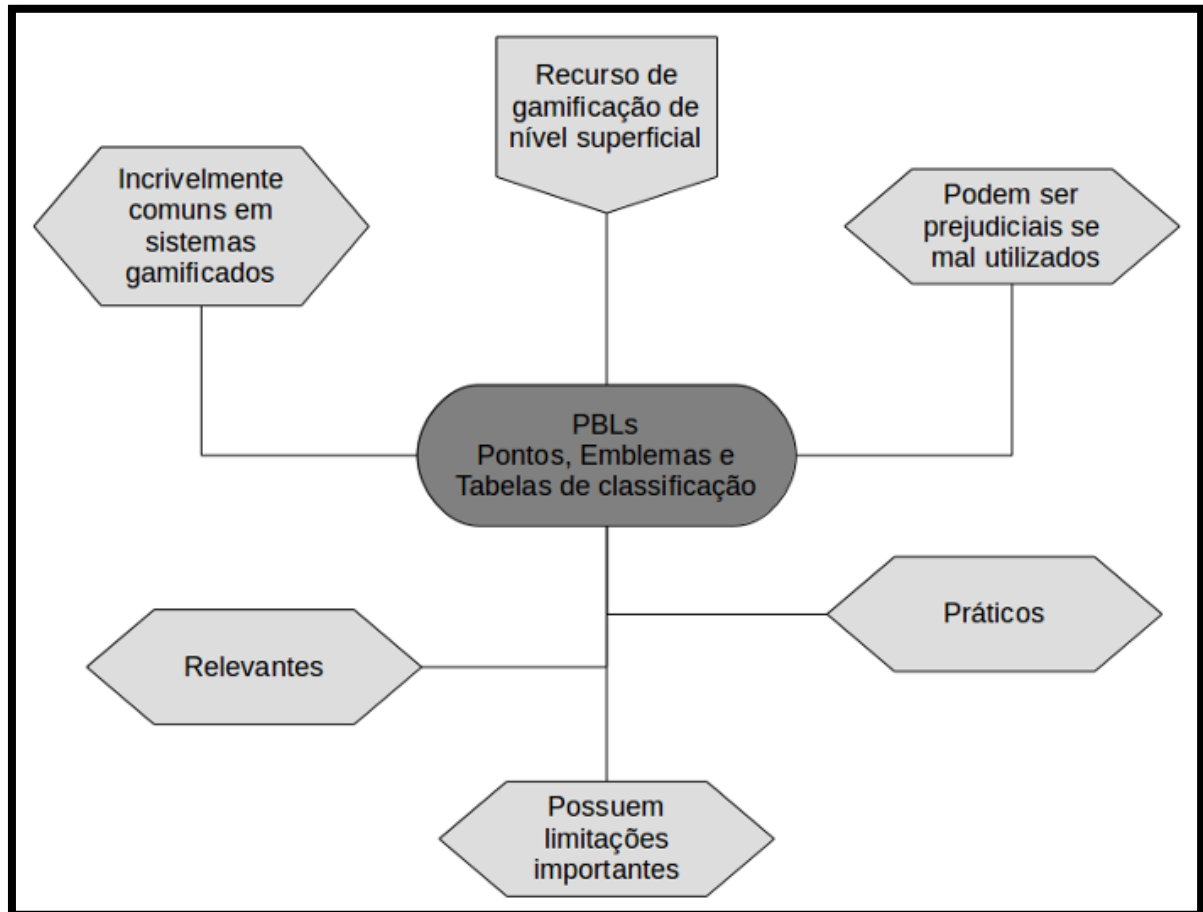 Recurso de
gamificação de
nível superficial
Incrivelmente
comuns em
sistemas
gamificados
Podem ser
prejudiciais se
mal utilizados
PBLs
Pontos, Emblemas e
Tabelas de classificação
Práticos
Relevantes
Possuem
limitações
importantes